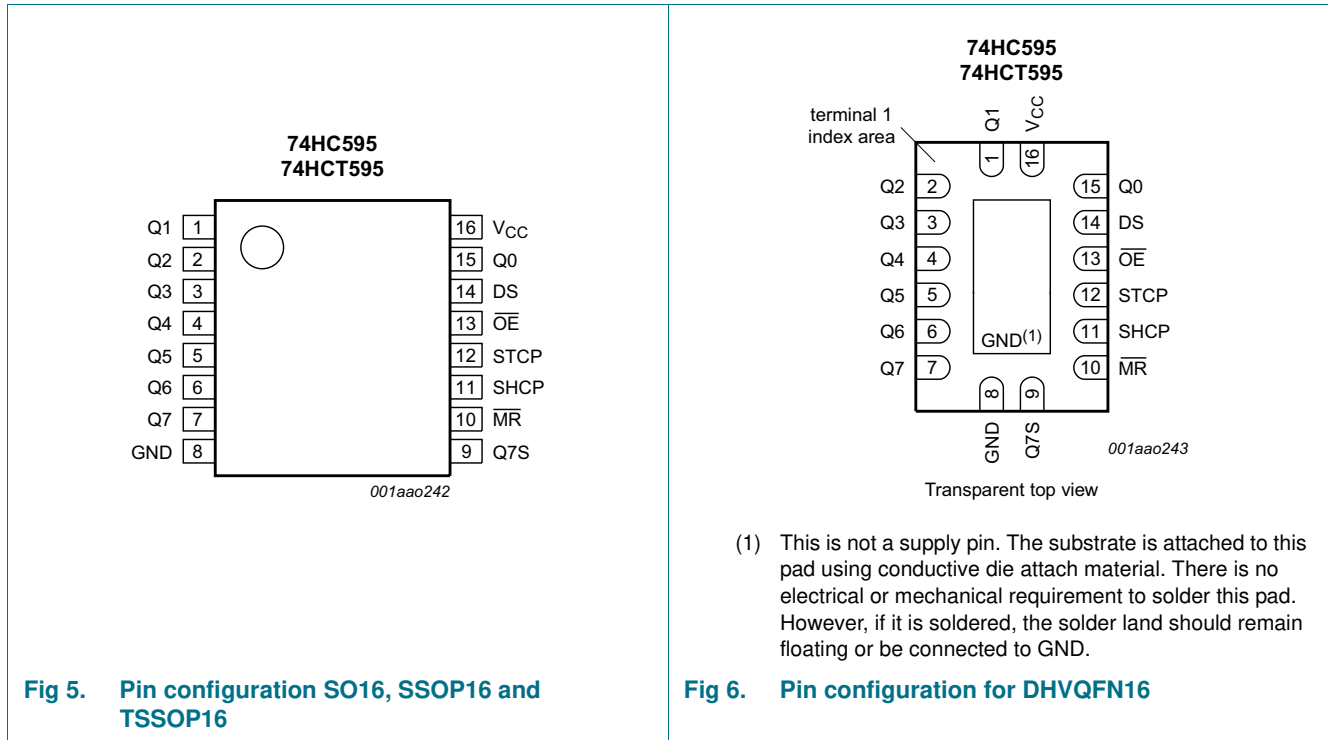 74HC595
74HCT595
Q1 1
Q2 2
Q3 3
Q4 4
Q5 5
Q6 6
Q7 7
GND 8
16 VCC
15 Q0
14 DS
13 O̅E̅
12 STCP
11 SHCP
10 M̅R̅
9 Q7S
001aao242
Fig 5. Pin configuration SO16, SSOP16 and
TSSOP16
74HC595
74HCT595
terminal 1
index area
Q1 1
VCC 16
Q2 2
Q3 3
Q4 4
Q5 5
Q6 6
Q7 7
15 Q0
14 DS
13 O̅E̅
12 STCP
11 SHCP
10 M̅R̅
GND(1)
8 GND
9 Q7S
001aao243
Transparent top view
(1) This is not a supply pin. The substrate is attached to this
pad using conductive die attach material. There is no
electrical or mechanical requirement to solder this pad.
However, if it is soldered, the solder land should remain
floating or be connected to GND.
Fig 6. Pin configuration for DHVQFN16